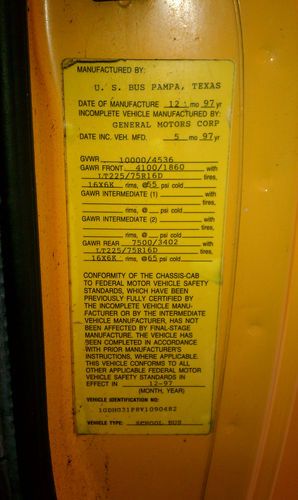 MANUFACTURED BY:
U. S. BUS PAMPA, TEXAS
DATE OF MANUFACTURE 12 mo 97 yr
INCOMPLETE VEHICLE MANUFACTURED BY:
GENERAL MOTORS CORP
DATE INC. VEH. MFD. 5 mo 97 yr
GVWR 10000/4536
GAWR FRONT 4100/1860 with
LT225/75R16D tires,
16X6K rims, @ 55 psi cold
GAWR INTERMEDIATE (1) with
tires,
rims, @ psi cold
GAWR INTERMEDIATE (2) with
tires,
rims, @ psi cold
GAWR REAR 7500/3402 with
LT225/75R16D tires,
16X6K rims, @ 65 psi cold
CONFORMITY OF THE CHASSIS-CAB
TO FEDERAL MOTOR VEHICLE SAFETY
STANDARDS, WHICH HAVE BEEN
PREVIOUSLY FULLY CERTIFIED BY
THE INCOMPLETE VEHICLE MANU-
FACTURER OR BY THE INTERMEDIATE
VEHICLE MANUFACTURER, HAS NOT
BEEN AFFECTED BY FINAL-STAGE
MANUFACTURE. THE VEHICLE HAS
BEEN COMPLETED IN ACCORDANCE
WITH PRIOR MANUFACTURER'S
INSTRUCTIONS, WHERE APPLICABLE.
THIS VEHICLE CONFORMS TO ALL
OTHER APPLICABLE FEDERAL MOTOR
VEHICLE SAFETY STANDARDS IN
EFFECT IN 12-97
(MONTH, YEAR)
VEHICLE IDENTIFICATION NO:
VEHICLE TYPE: SCHOOL BUS